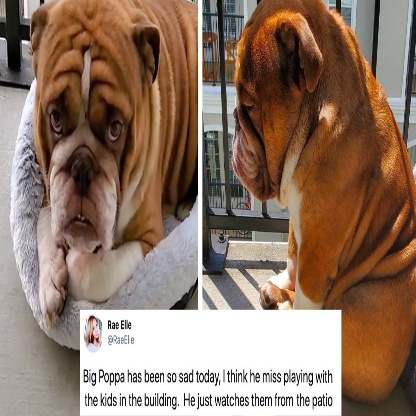 Rae Elle
@RaeElle
Big Poppa has been so sad today, I think he miss playing with
the kids in the building. He just watches them from the patio